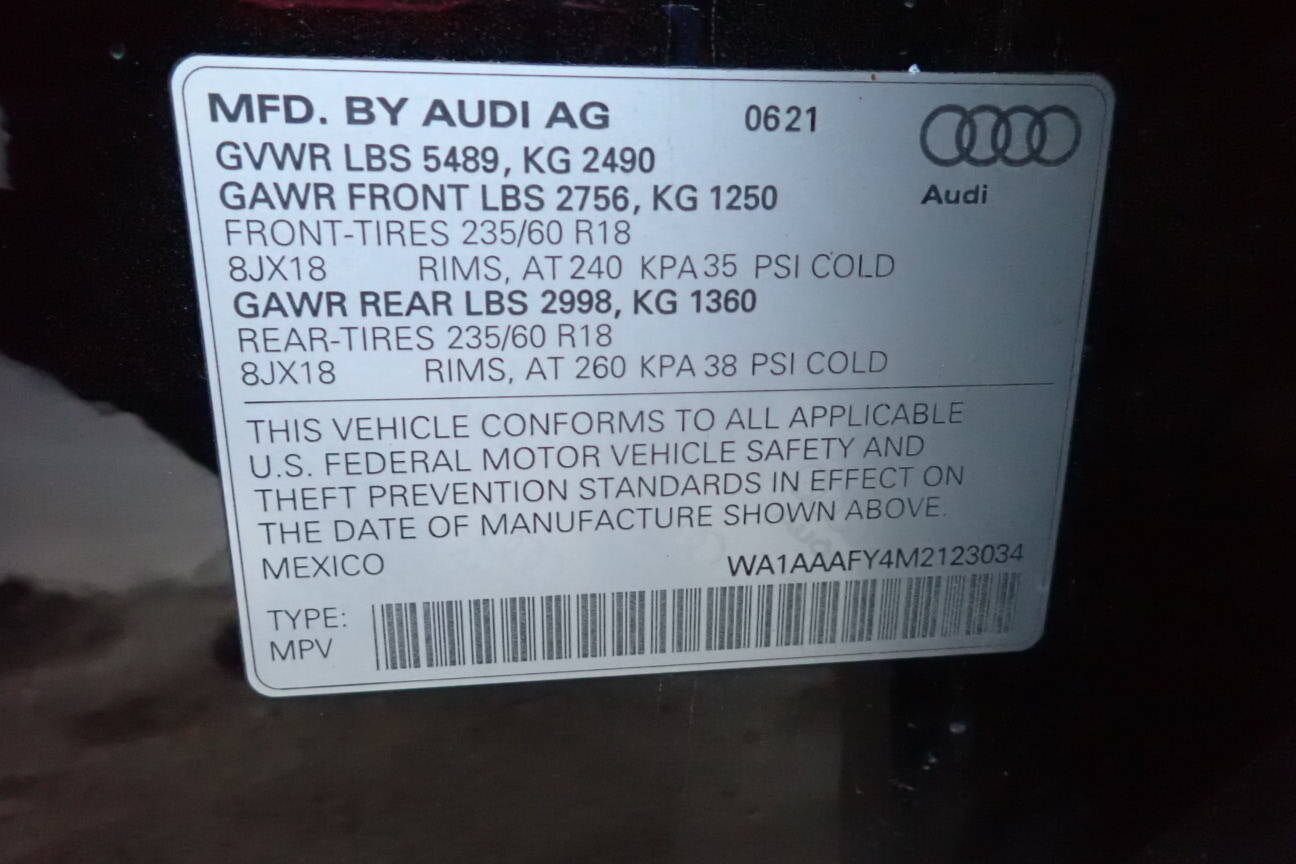 MFD. BY AUDI AG 0621
GVWR LBS 5489, KG 2490
GAWR FRONT LBS 2756, KG 1250
Audi
FRONT-TIRES 235/60 R18
8JX18 RIMS, AT 240 KPA 35 PSI COLD
GAWR REAR LBS 2998, KG 1360
REAR-TIRES 235/60 R18
8JX18 RIMS, AT 260 KPA 38 PSI COLD
THIS VEHICLE CONFORMS TO ALL APPLICABLE
U.S. FEDERAL MOTOR VEHICLE SAFETY AND
THEFT PREVENTION STANDARDS IN EFFECT ON
THE DATE OF MANUFACTURE SHOWN ABOVE.
MEXICO WA1AAAFY4M2123034
TYPE:
MPV